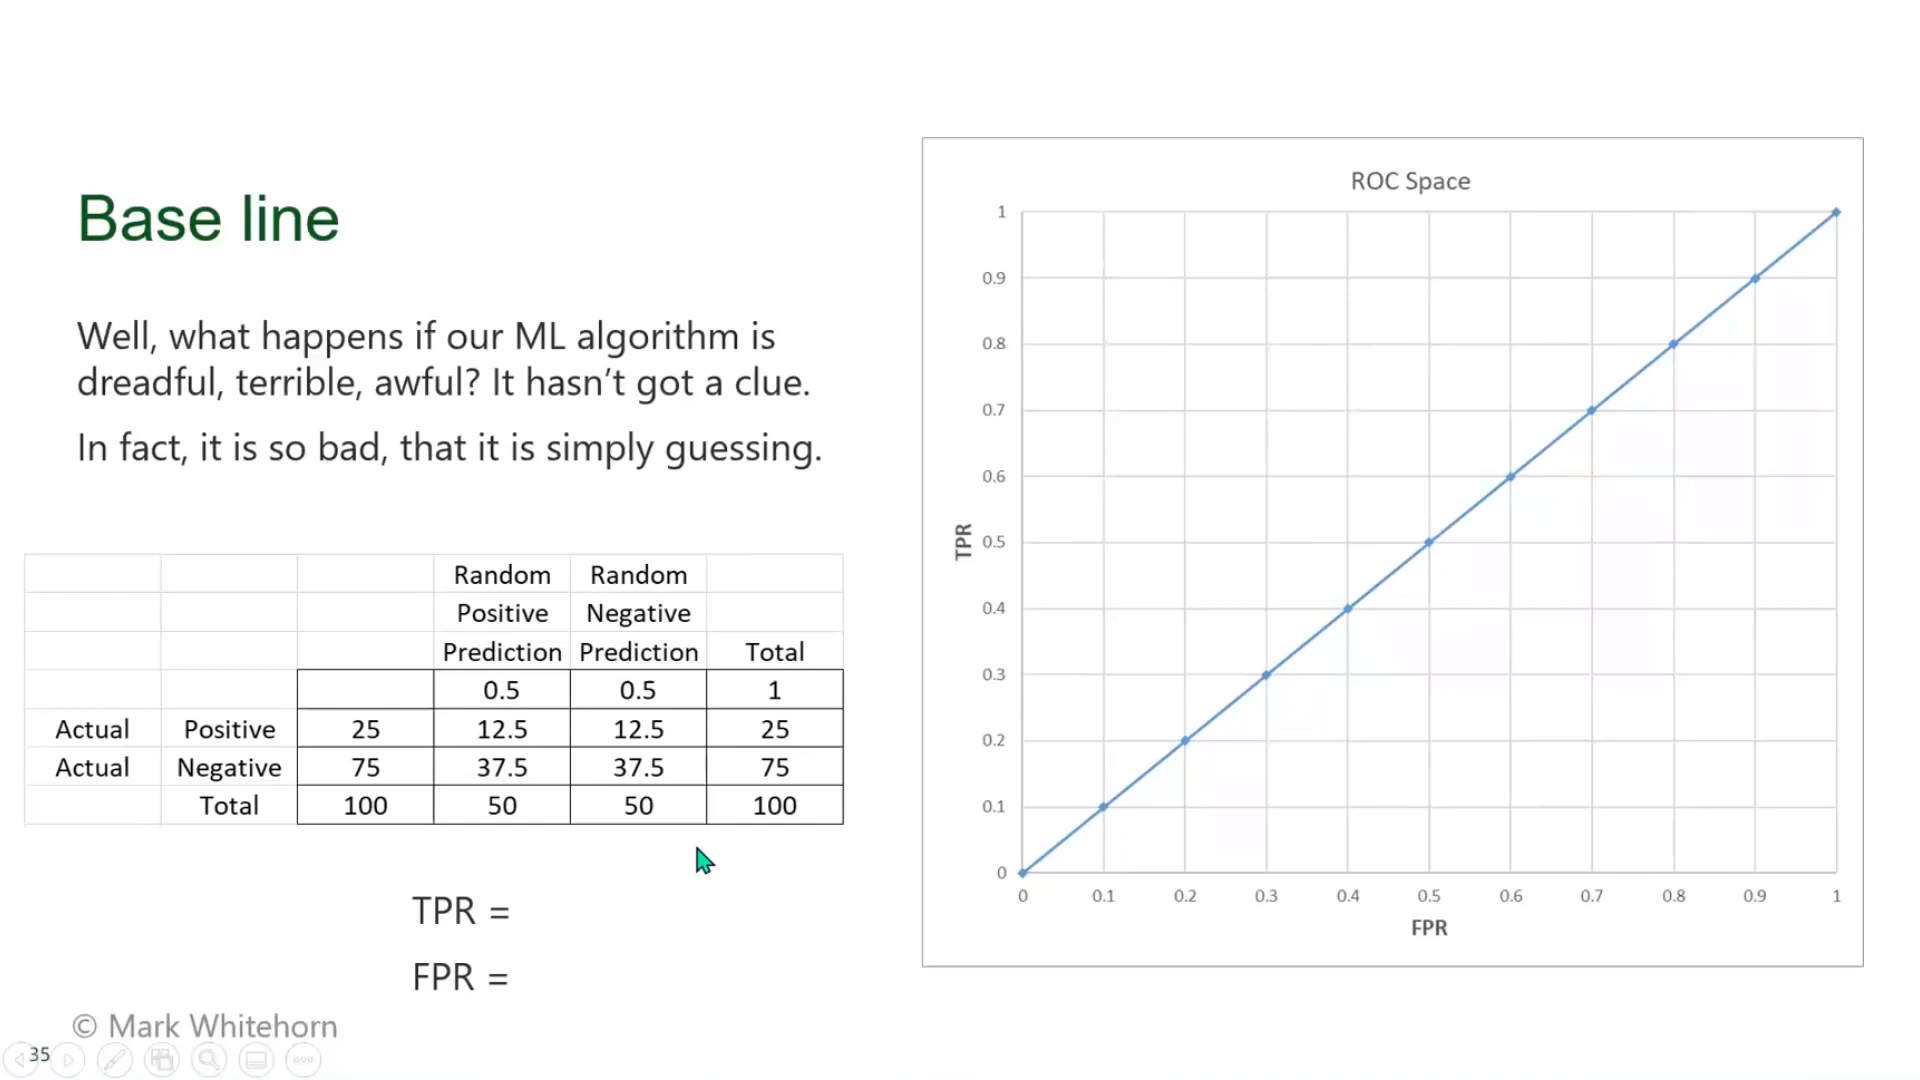 Base line
Well, what happens if our ML algorithm is
dreadful, terrible, awful? It hasn’t got a clue.
In fact, it is so bad, that it is simply guessing.
Random Random
Positive Negative
Prediction Prediction Total
0.5 0.5 1
Actual Positive 25 12.5 12.5 25
Actual Negative 75 37.5 37.5 75
Total 100 50 50 100
TPR =
FPR =
© Mark Whitehorn
35
ROC Space
1
0.9
0.8
0.7
0.6
0.5
0.4
0.3
0.2
0.1
0
TPR
0 0.1 0.2 0.3 0.4 0.5 0.6 0.7 0.8 0.9 1
FPR